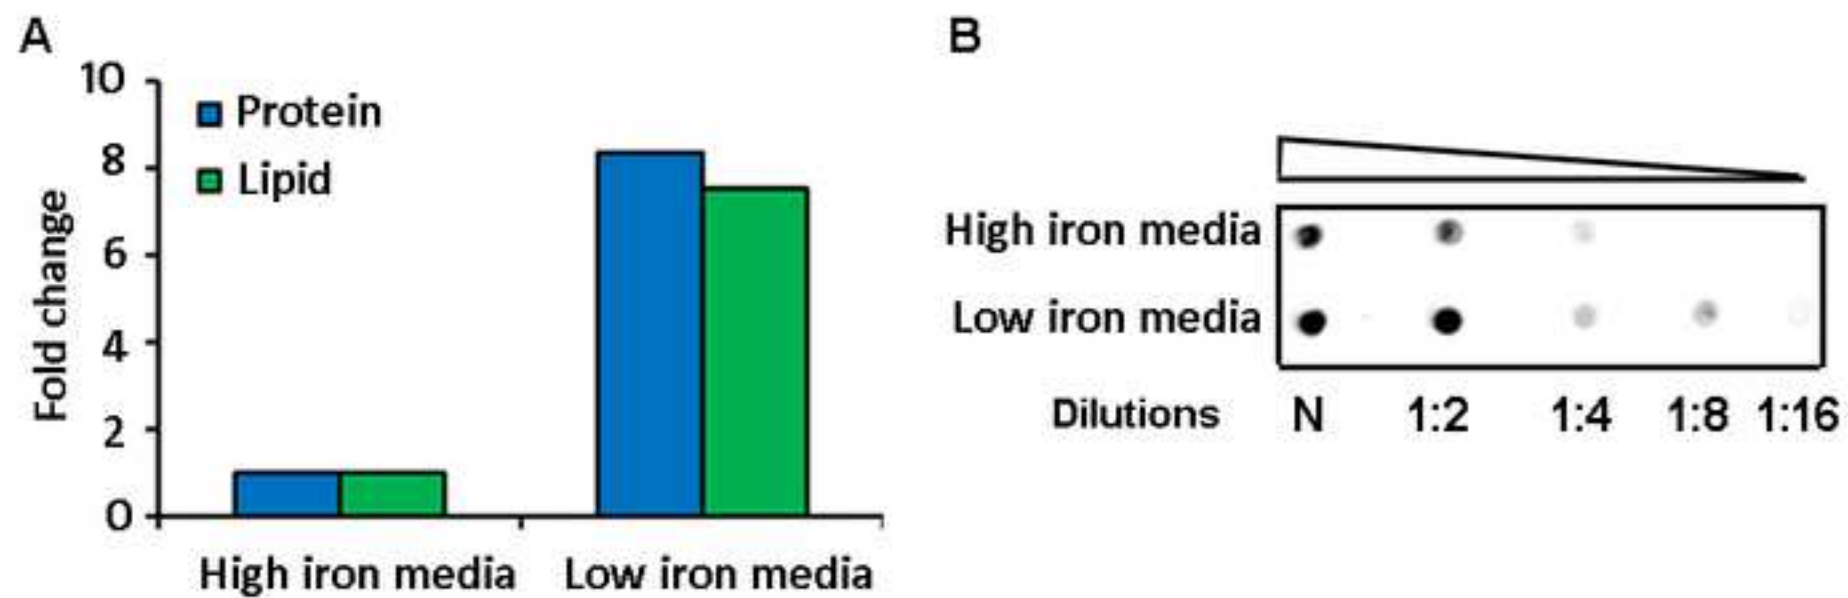 A
10
8
6
4
2
0
Fold change
Protein
Lipid
High iron media
Low iron media
B
High iron media
Low iron media
Dilutions N 1:2 1:4 1:8 1:16